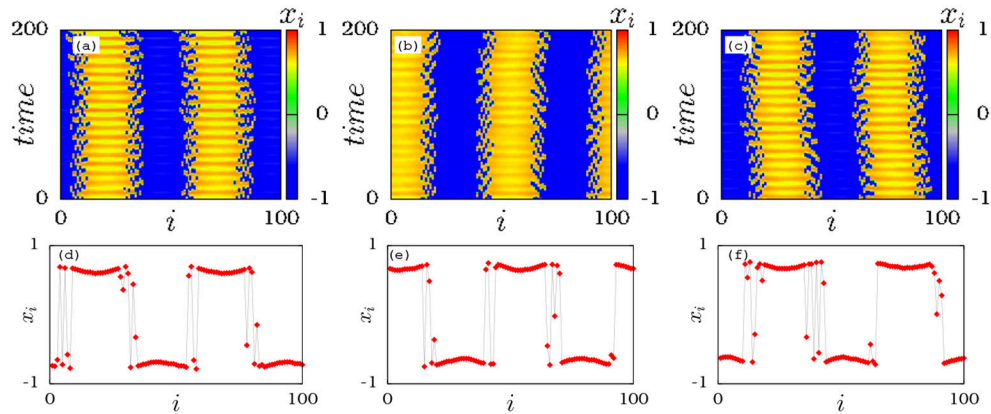 x_i x_i x_i
200 (a) 1 (b) 1 (c) 200 1
time 0 time 0 time 0
0 -1 0 -1 0 -1
0 i 100 0 i 100 0 i 100
1 (d) 1 (e) 1 (f)
x_i x_i x_i
-1 -1 -1
0 i 100 0 i 100 0 i 100